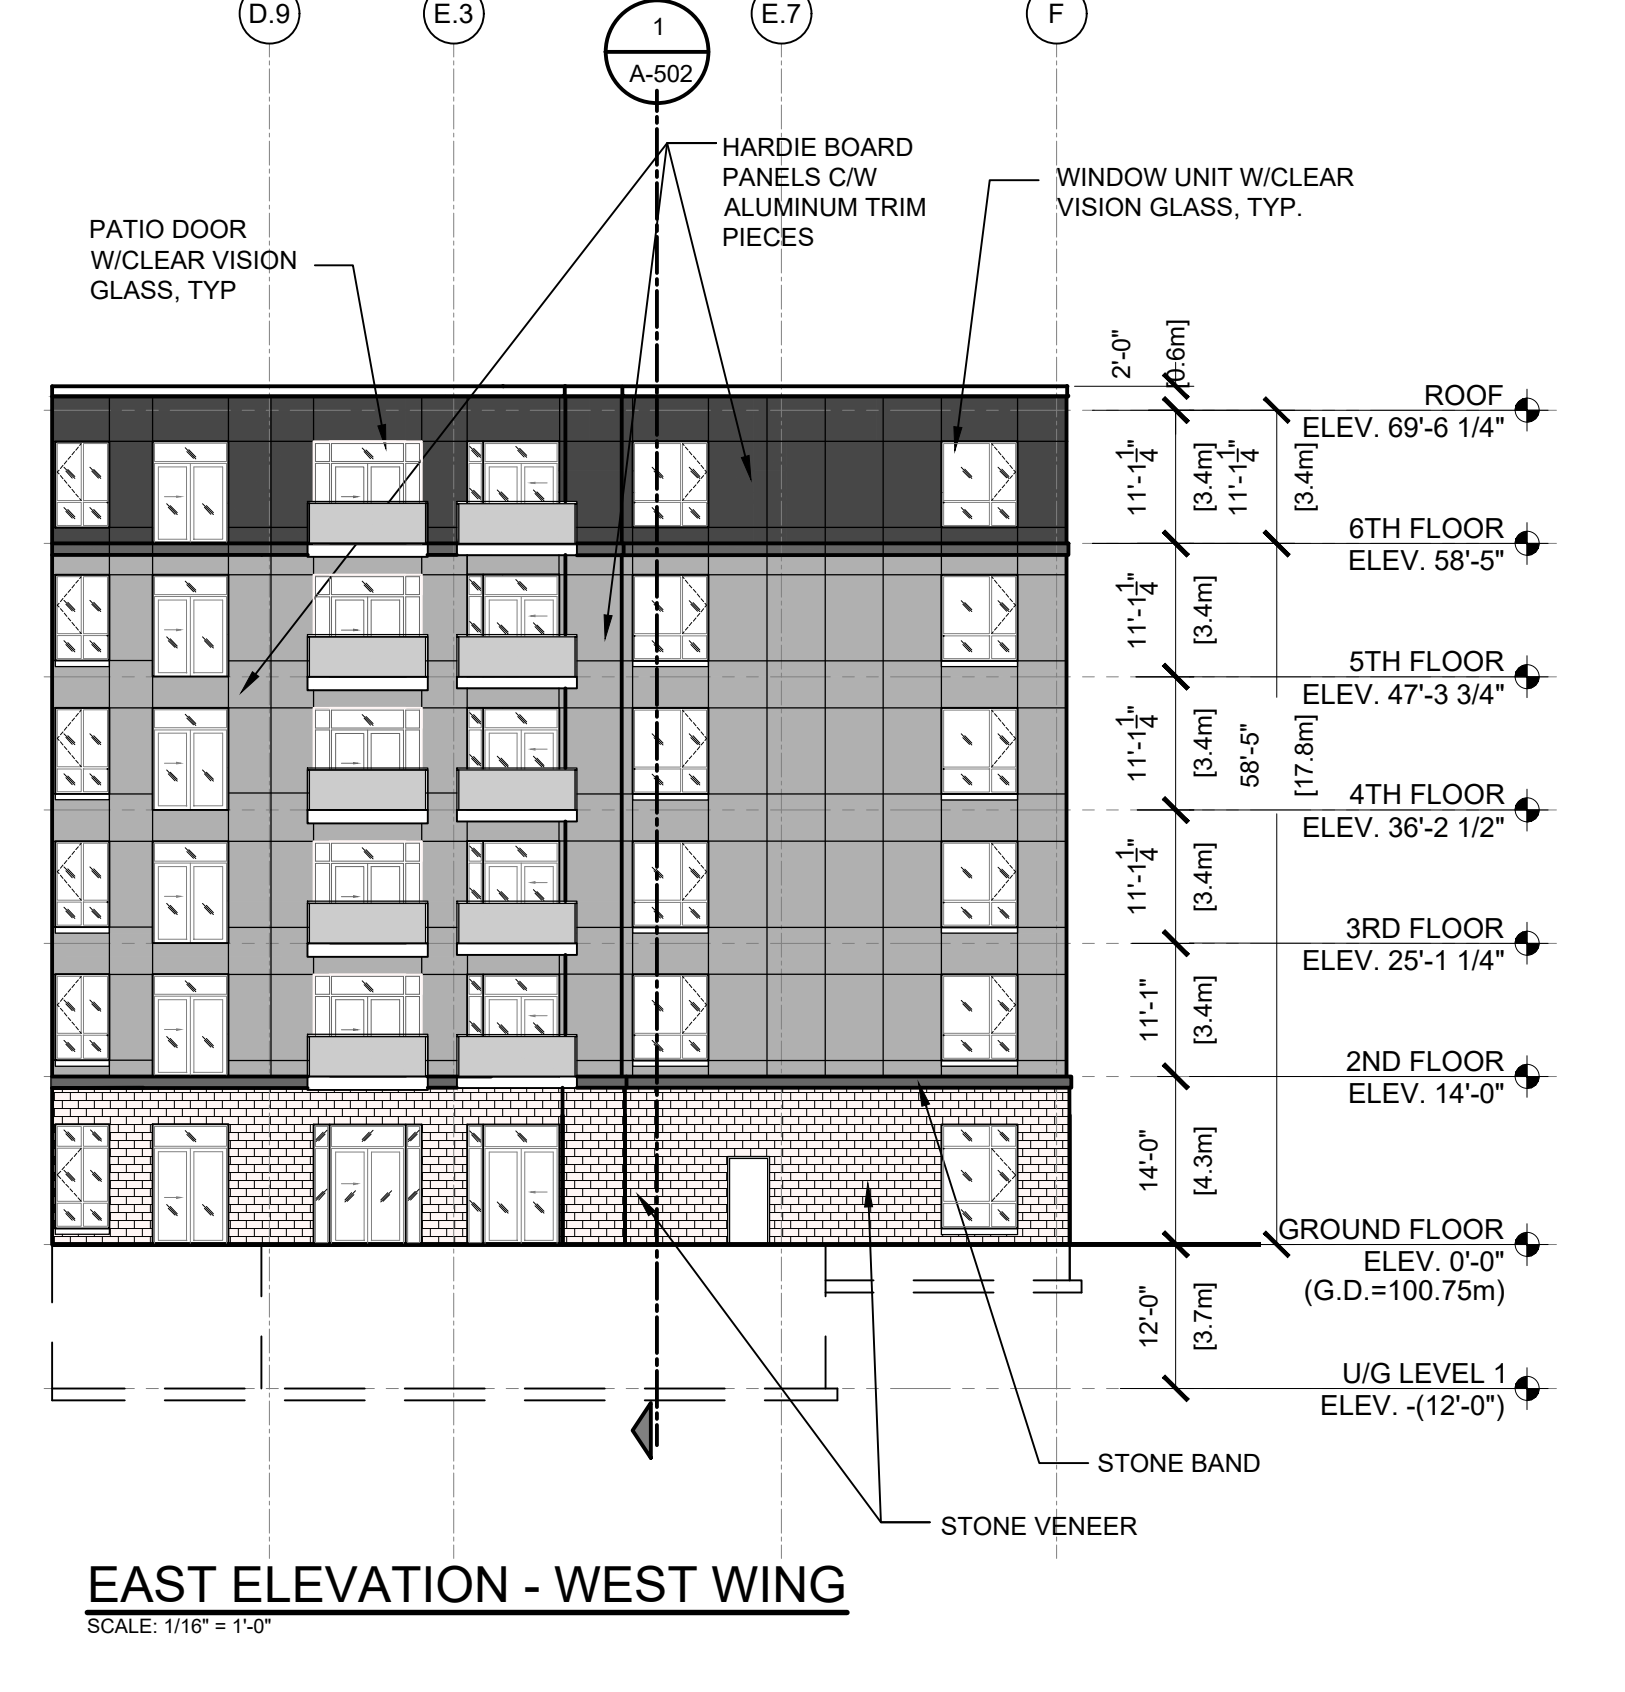 D.9
E.3
1
A-502
E.7
F
HARDIE BOARD
PANELS C/W
ALUMINUM TRIM
PIECES
WINDOW UNIT W/CLEAR
VISION GLASS, TYP.
PATIO DOOR
W/CLEAR VISION
GLASS, TYP
2'-0"
[0.6m]
ROOF
ELEV. 69'-6 1/4"
11'-1 1/4"
[3.4m]
11'-1 1/4"
[3.4m]
6TH FLOOR
ELEV. 58'-5"
11'-1 1/4"
[3.4m]
5TH FLOOR
ELEV. 47'-3 3/4"
11'-1 1/4"
[3.4m]
58'-5"
[17.8m]
4TH FLOOR
ELEV. 36'-2 1/2"
11'-1 1/4"
[3.4m]
3RD FLOOR
ELEV. 25'-1 1/4"
11'-1"
[3.4m]
2ND FLOOR
ELEV. 14'-0"
14'-0"
[4.3m]
GROUND FLOOR
ELEV. 0'-0"
(G.D.=100.75m)
12'-0"
[3.7m]
U/G LEVEL 1
ELEV. -(12'-0")
STONE BAND
STONE VENEER
EAST ELEVATION - WEST WING
SCALE: 1/16" = 1'-0"